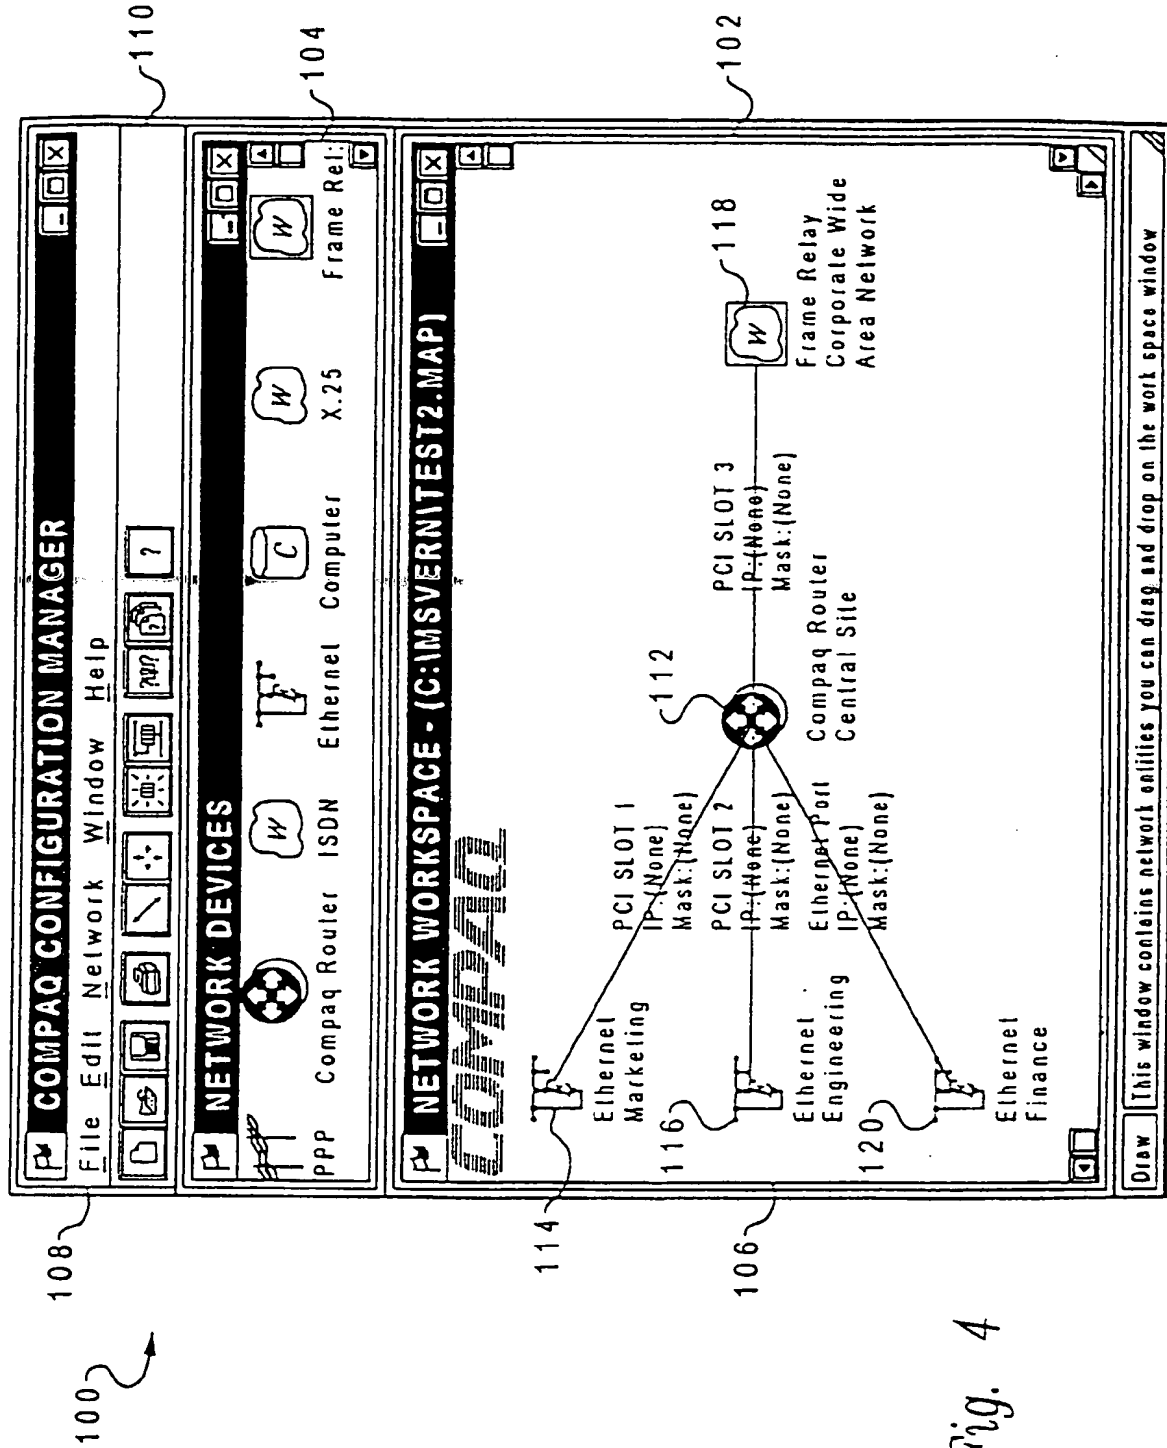 100
108
110
COMPAQ CONFIGURATION MANAGER
File Edit Network Window Help
?
NETWORK DEVICES
104
W
E
C
W
W
PPP
Compaq Router
ISDN
Ethernet
Computer
X.25
Frame Rel:
NETWORK WORKSPACE - (C:\MSVERN\TEST2.MAP)
102
COMPAQ
114
E
Ethernet
Marketing
PCI SLOT 1
IP:(None)
Mask:(None)
112
116
E
Ethernet
Engineering
PCI SLOT 2
IP:(None)
Mask:(None)
PCI SLOT 3
IP:(None)
Mask:(None)
W
118
Compaq Router
Central Site
Frame Relay
Corporate Wide
Area Network
106
120
E
Ethernet
Finance
Ethernet Port
IP:(None)
Mask:(None)
Draw
This window contains network entities you can drag and drop on the work space window
Fig. 4